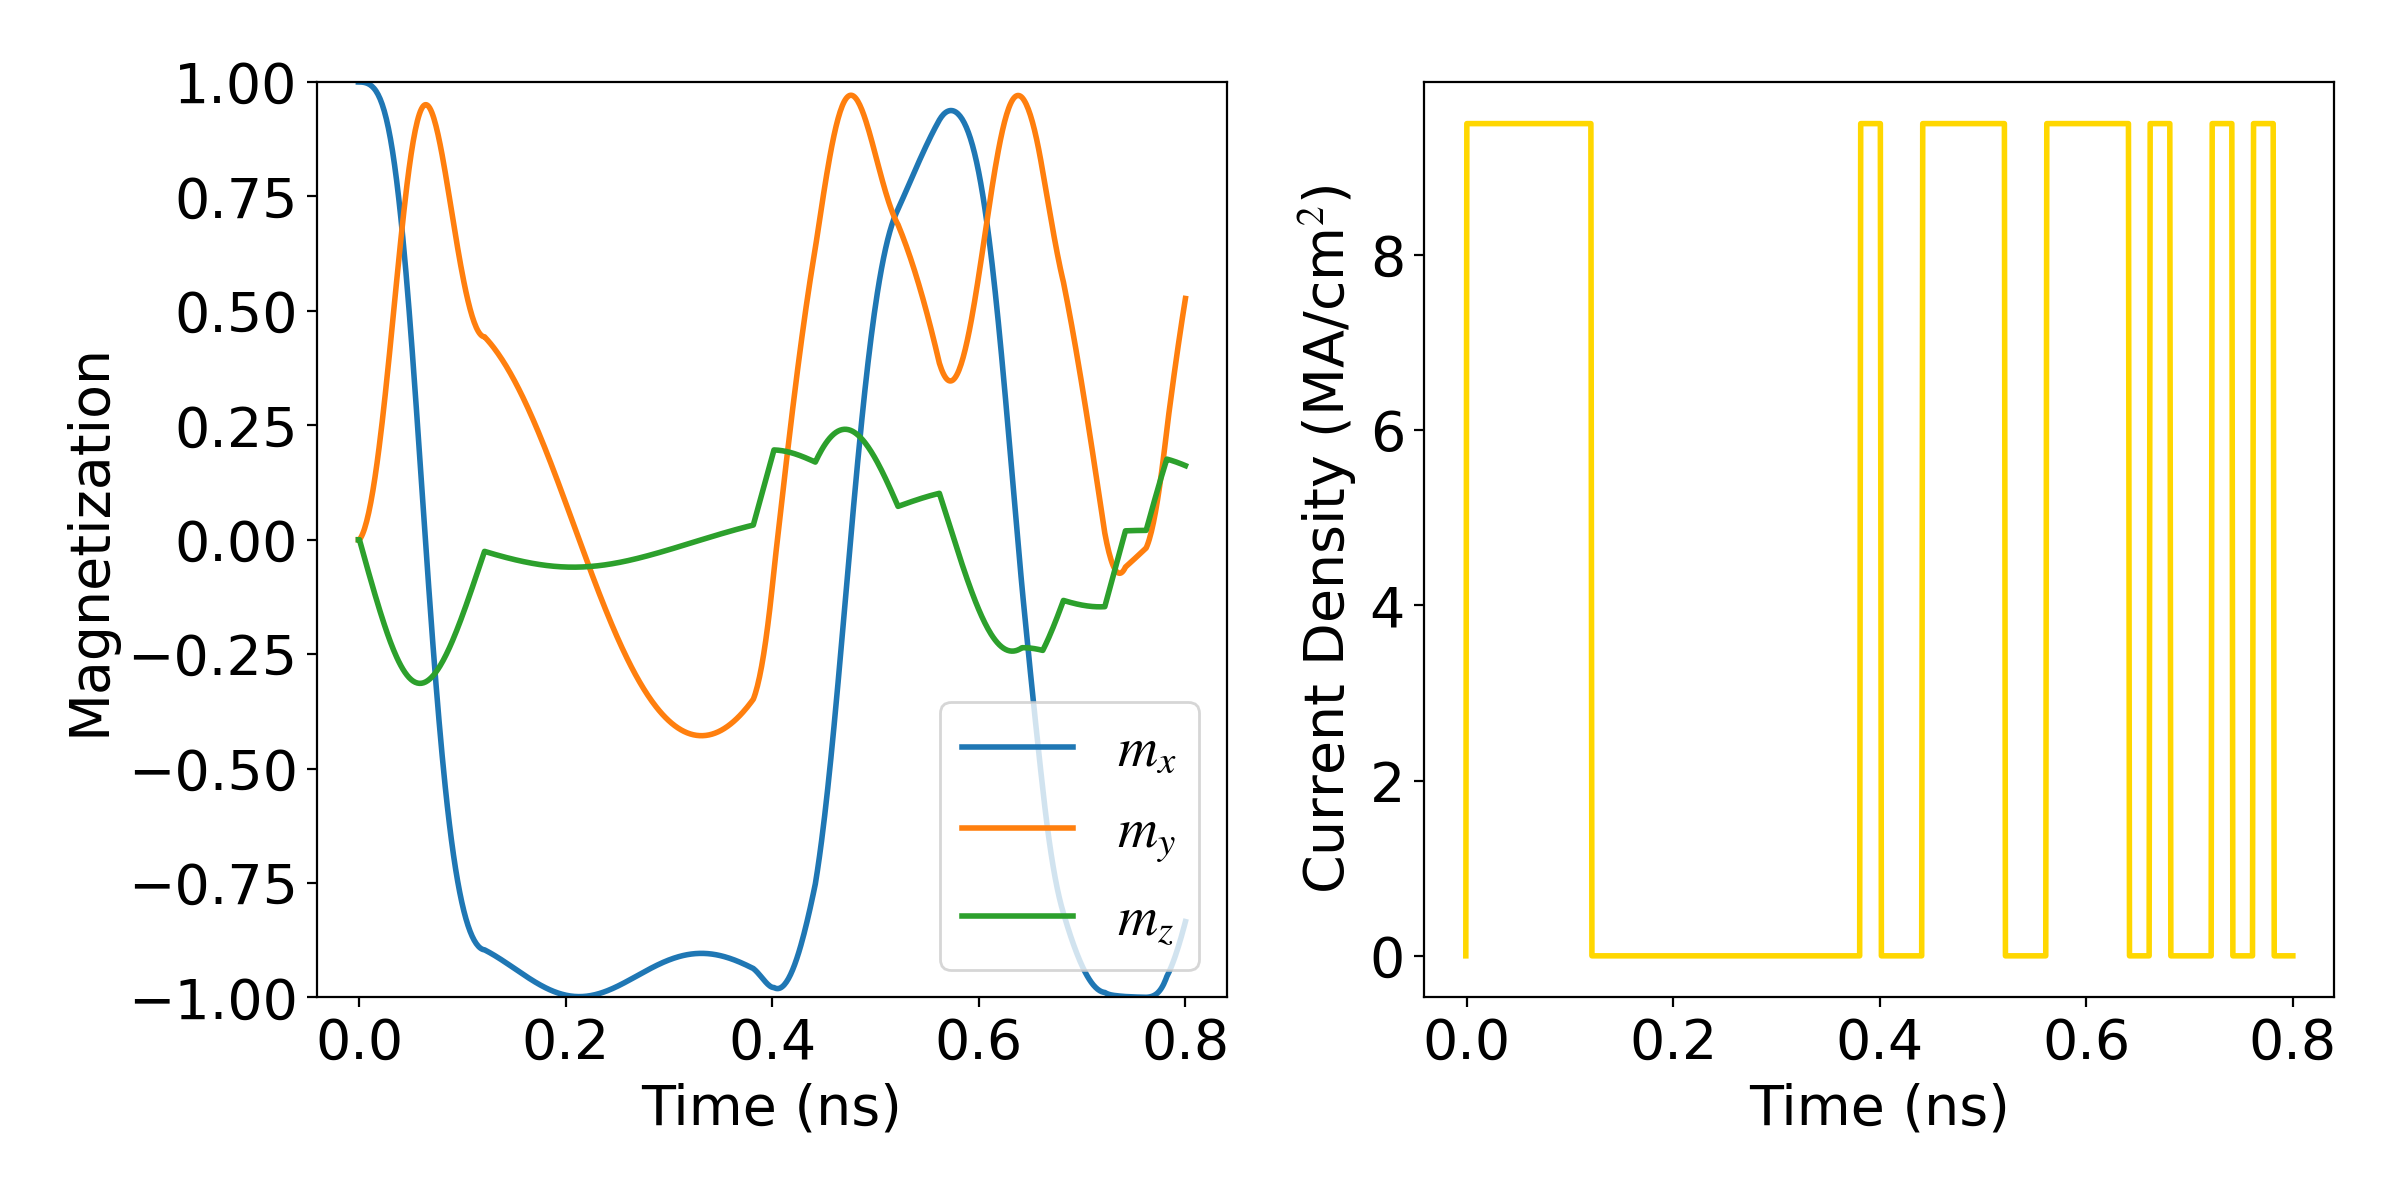 1.00
0.75
0.50
0.25
0.00
−0.25
−0.50
−0.75
−1.00
Magnetization
0.0 0.2 0.4 0.6 0.8
Time (ns)
m_x
m_y
m_z
8
6
4
2
0
Current Density (MA/cm²)
0.0 0.2 0.4 0.6 0.8
Time (ns)